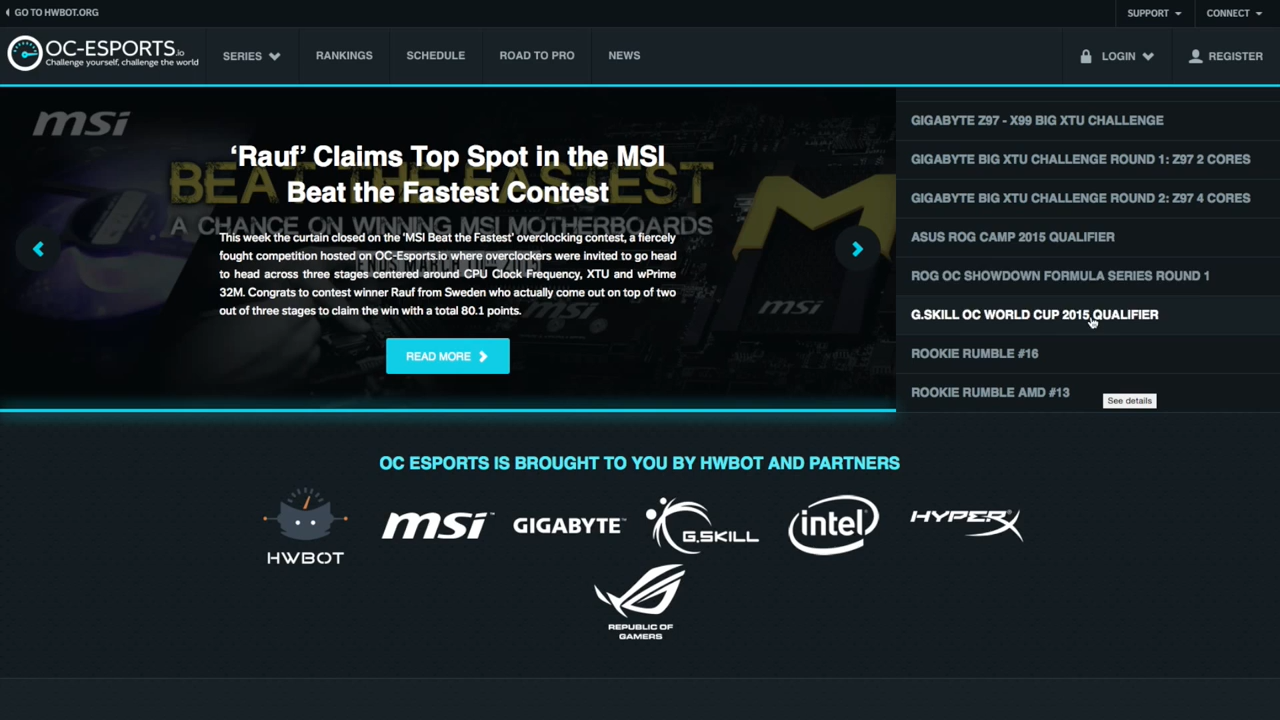 GO TO HWBOT.ORG
SUPPORT
CONNECT
OC-ESPORTS.io
Challenge yourself, challenge the world
SERIES
RANKINGS
SCHEDULE
ROAD TO PRO
NEWS
LOGIN
REGISTER
msi
BEAT THE FASTEST
A CHANCE ON WINNING MSI MOTHERBOARDS
‘Rauf’ Claims Top Spot in the MSI
Beat the Fastest Contest
This week the curtain closed on the ‘MSI Beat the Fastest’ overclocking contest, a fiercely
fought competition hosted on OC-Esports.io where overclockers were invited to go head
to head across three stages centered around CPU Clock Frequency, XTU and wPrime
32M. Congrats to contest winner Rauf from Sweden who actually come out on top of two
out of three stages to claim the win with a total 80.1 points.
READ MORE
msi
GIGABYTE Z97 - X99 BIG XTU CHALLENGE
GIGABYTE BIG XTU CHALLENGE ROUND 1: Z97 2 CORES
GIGABYTE BIG XTU CHALLENGE ROUND 2: Z97 4 CORES
ASUS ROG CAMP 2015 QUALIFIER
ROG OC SHOWDOWN FORMULA SERIES ROUND 1
G.SKILL OC WORLD CUP 2015 QUALIFIER
ROOKIE RUMBLE #16
ROOKIE RUMBLE AMD #13
See details
OC ESPORTS IS BROUGHT TO YOU BY HWBOT AND PARTNERS
HWBOT
msi™
GIGABYTE™
G.SKILL
intel®
HYPERX
REPUBLIC OF
GAMERS